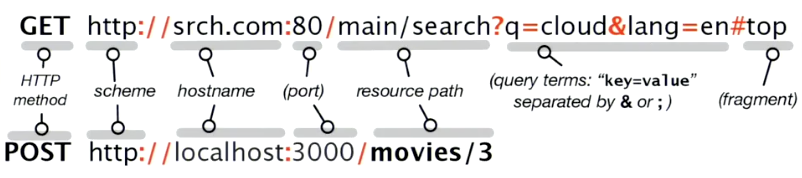 GET http://srch.com:80/main/search?q=cloud&lang=en#top
HTTP method
scheme
hostname
(port)
resource path
(query terms: “key=value” separated by & or ; )
(fragment)
POST http://localhost:3000/movies/3